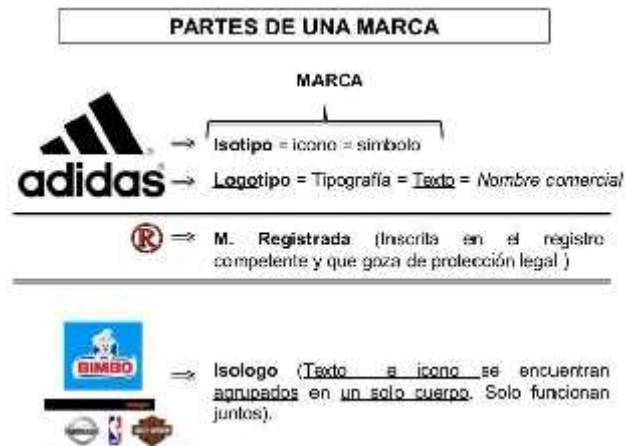 PARTES DE UNA MARCA
MARCA
Isotipo = icono = simbolo
adidas
Logotipo = Tipografía = Texto = Nombre comercial
® M. Registrada (Inscrita en el registro
competente y que goza de protección legal )
BIMBO
Isologo (Texto e icono se encuentran
agrupados en un solo cuerpo. Solo funcionan
juntos).